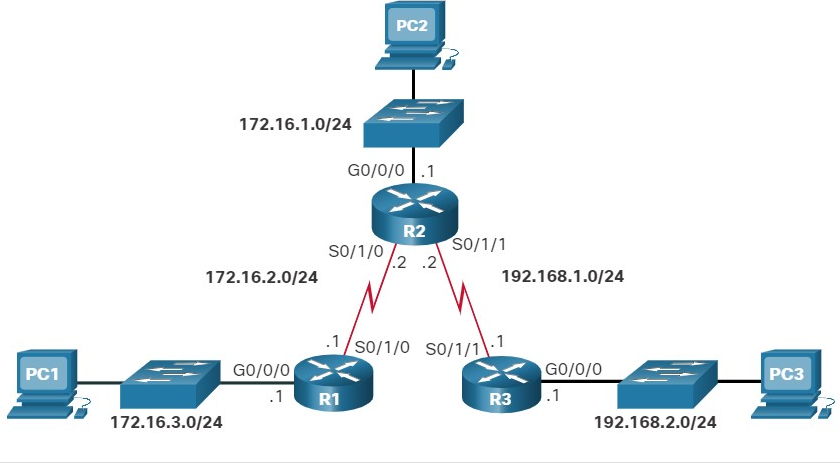 PC2
172.16.1.0/24
G0/0/0 .1
R2
S0/1/0 .2 .2 S0/1/1
172.16.2.0/24
192.168.1.0/24
.1 S0/1/0
S0/1/1 .1
PC1
G0/0/0
.1
R1
R3
G0/0/0
.1
PC3
172.16.3.0/24
192.168.2.0/24